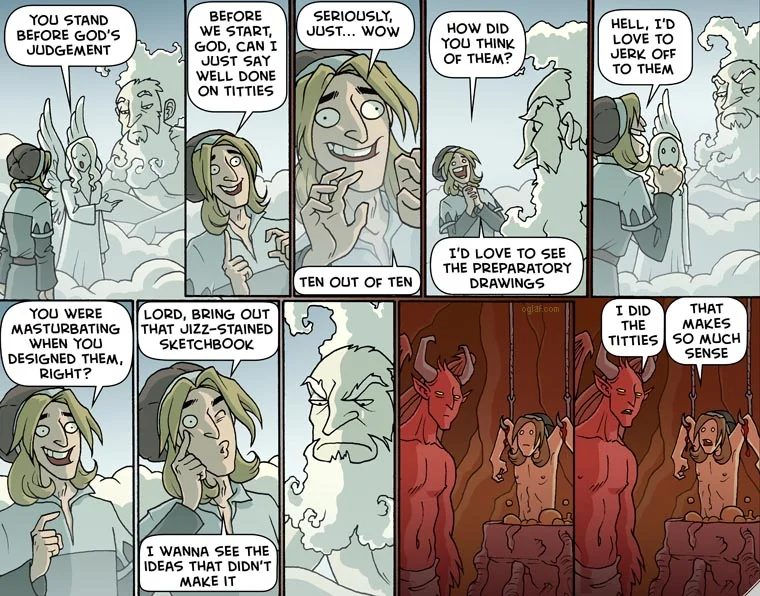 YOU STAND
BEFORE GOD'S
JUDGEMENT
BEFORE
WE START,
GOD, CAN I
JUST SAY
WELL DONE
ON TITTIES
SERIOUSLY,
JUST... WOW
TEN OUT OF TEN
HOW DID
YOU THINK
OF THEM?
I'D LOVE TO SEE
THE PREPARATORY
DRAWINGS
HELL, I'D
LOVE TO
JERK OFF
TO THEM
YOU WERE
MASTURBATING
WHEN YOU
DESIGNED THEM,
RIGHT?
LORD, BRING OUT
THAT JIZZ-STAINED
SKETCHBOOK
I WANNA SEE THE
IDEAS THAT DIDN'T
MAKE IT
oglaf.com
I DID
THE
TITTIES
THAT
MAKES
SO MUCH
SENSE